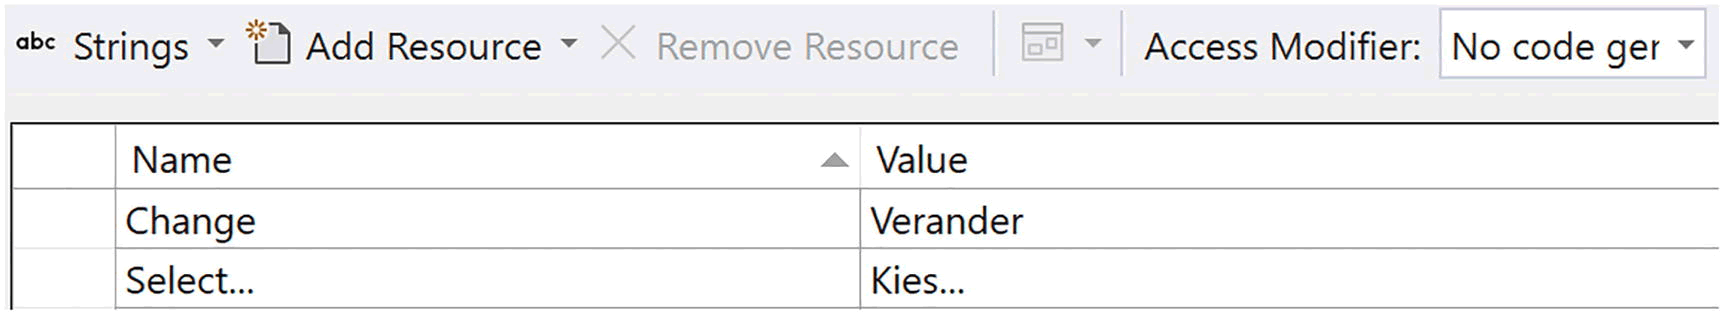 abc Strings Add Resource Remove Resource Access Modifier: No code ger
Name Value
Change Verander
Select... Kies...